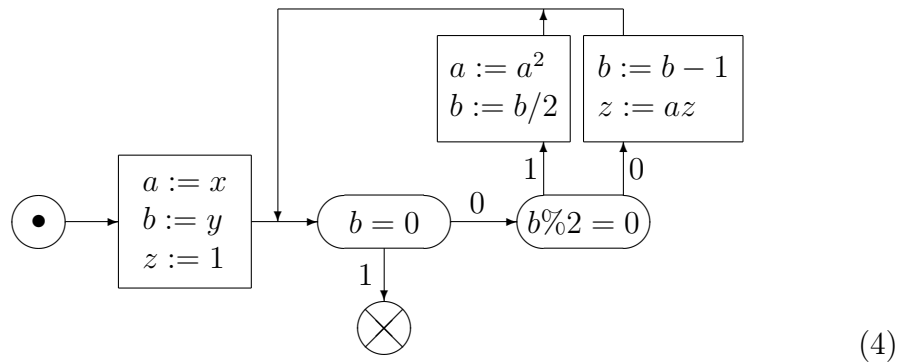 a := a²
b := b/2
b := b − 1
z := az
a := x
b := y
z := 1
1
0
b = 0
0
b%2 = 0
1
(4)